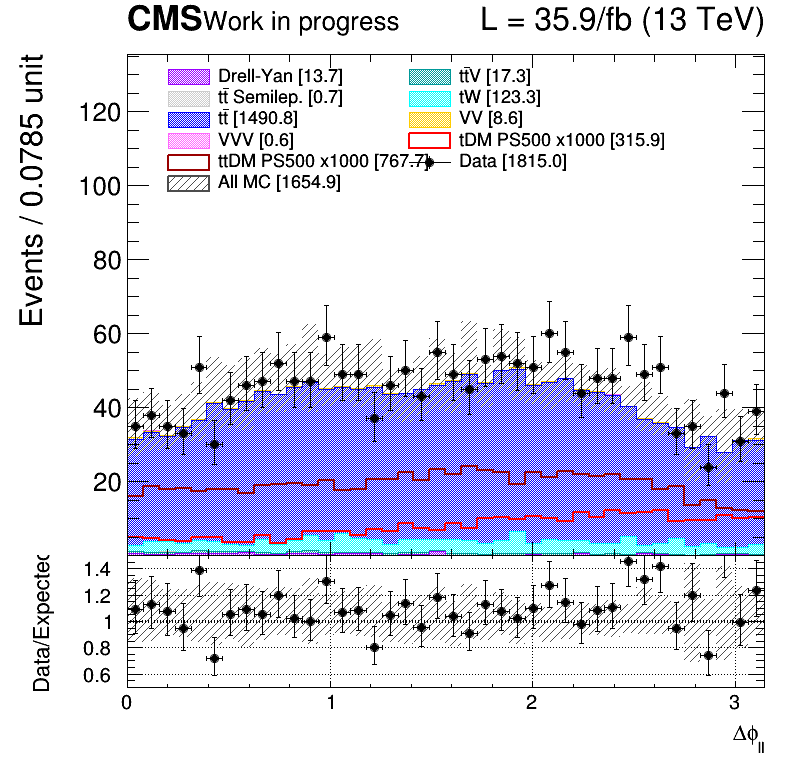 CMS Work in progress L = 35.9/fb (13 TeV)
Drell-Yan [13.7] tt̄V [17.3]
tt̄ Semilep. [0.7] tW [123.3]
tt̄ [1490.8] VV [8.6]
VVV [0.6] tDM PS500 x1000 [315.9]
ttDM PS500 x1000 [767.7] Data [1815.0]
All MC [1654.9]
Events / 0.0785 unit
120
100
80
60
40
20
Data/Expected
1.4
1.2
1
0.8
0.6
0 1 2 3
Δϕ_ll